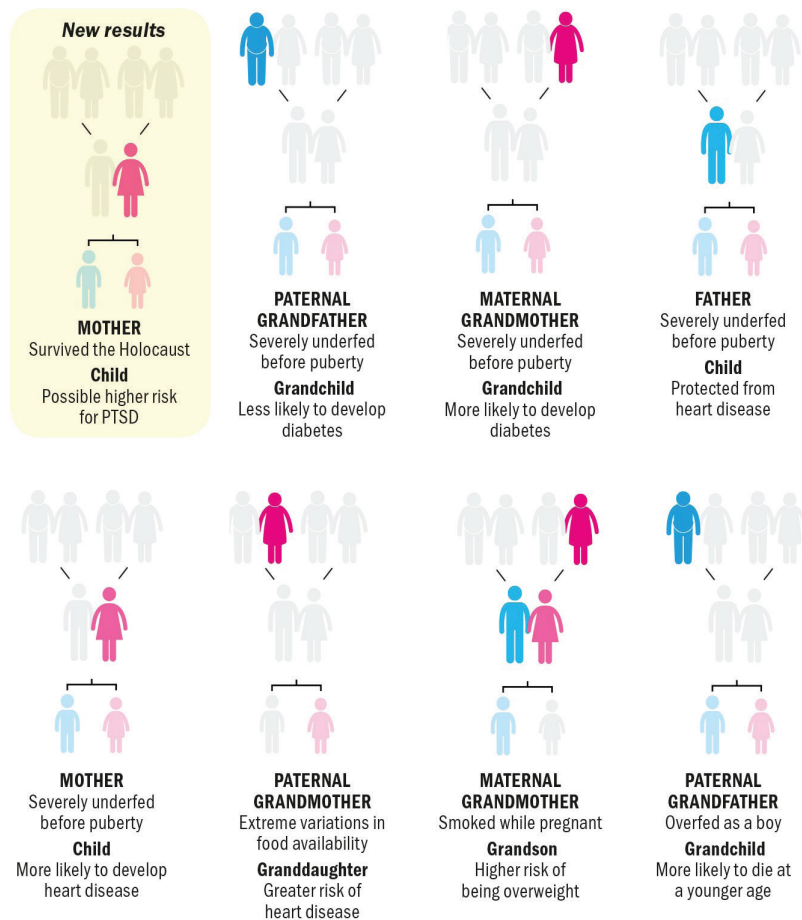 New results
MOTHER
Survived the Holocaust
Child
Possible higher risk
for PTSD
PATERNAL
GRANDFATHER
Severely underfed
before puberty
Grandchild
Less likely to develop
diabetes
MATERNAL
GRANDMOTHER
Severely underfed
before puberty
Grandchild
More likely to develop
diabetes
FATHER
Severely underfed
before puberty
Child
Protected from
heart disease
MOTHER
Severely underfed
before puberty
Child
More likely to develop
heart disease
PATERNAL
GRANDMOTHER
Extreme variations in
food availability
Granddaughter
Greater risk of
heart disease
MATERNAL
GRANDMOTHER
Smoked while pregnant
Grandson
Higher risk of
being overweight
PATERNAL
GRANDFATHER
Overfed as a boy
Grandchild
More likely to die at
a younger age